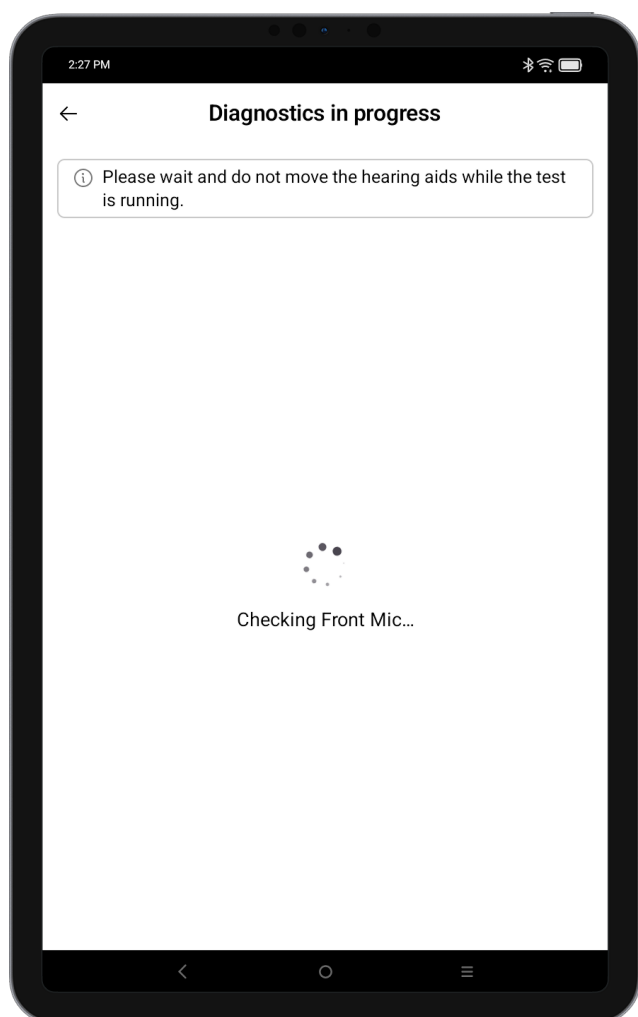 2:27 PM
Diagnostics in progress
Please wait and do not move the hearing aids while the test
is running.
Checking Front Mic...